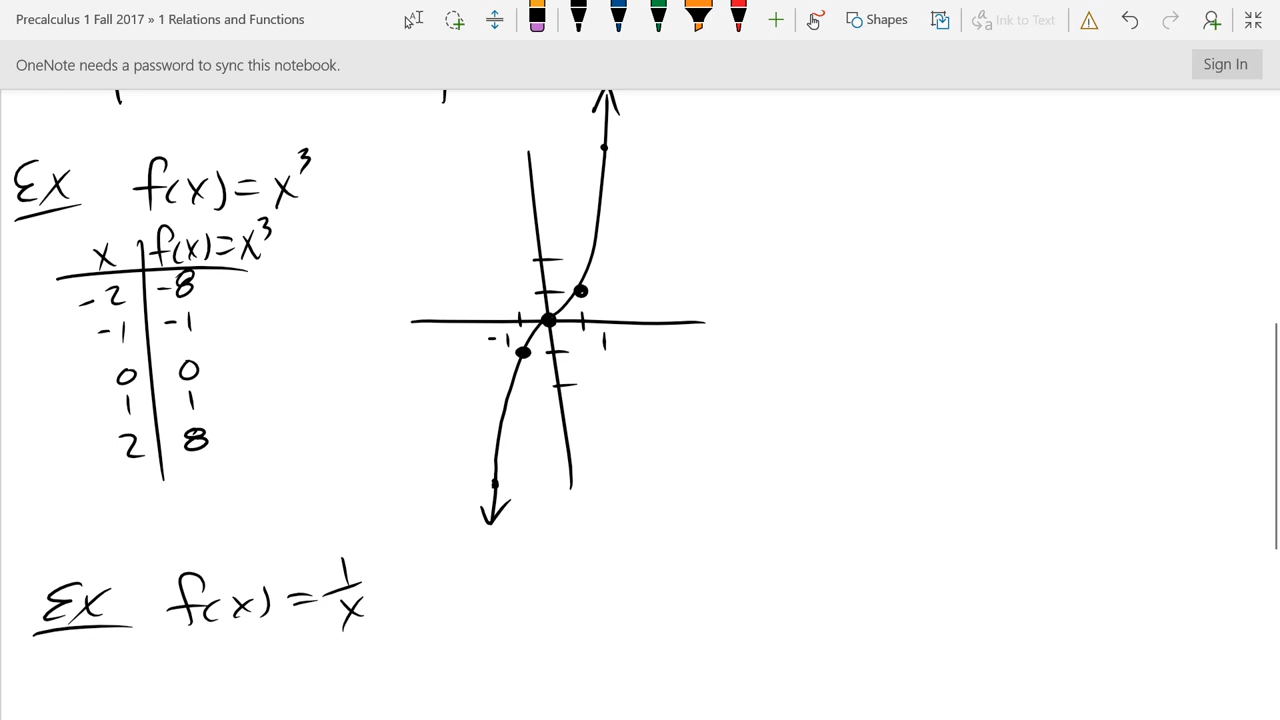 Precalculus 1 Fall 2017 » 1 Relations and Functions
Shapes
Ink to Text
OneNote needs a password to sync this notebook.
Sign In
Ex f(x)=x³
x f(x)=x³
-2 -8
-1 -1
0 0
1 1
2 8
-1 1
Ex f(x)=1/x